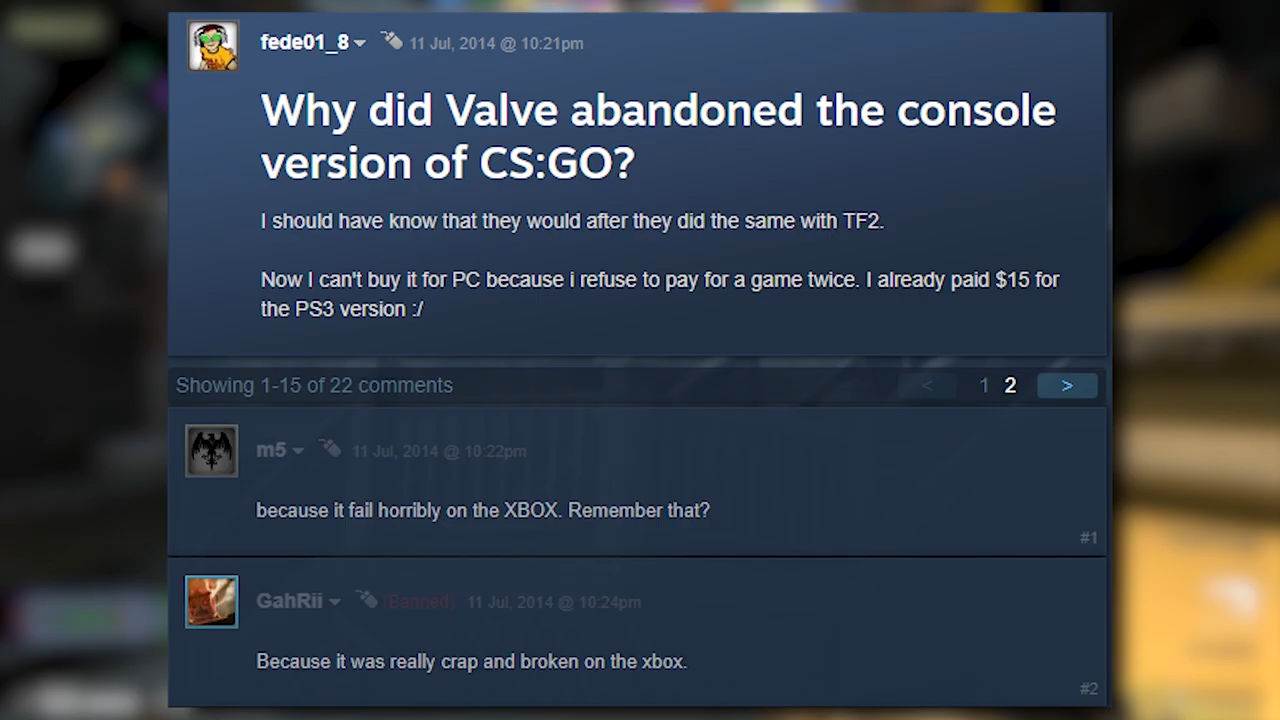 fede01_8
11 Jul, 2014 @ 10:21pm
Why did Valve abandoned the console
version of CS:GO?
I should have know that they would after they did the same with TF2.
Now I can't buy it for PC because i refuse to pay for a game twice. I already paid $15 for
the PS3 version :/
Showing 1-15 of 22 comments
< 1 2 >
m5
11 Jul, 2014 @ 10:22pm
because it fail horribly on the XBOX. Remember that?
#1
GahRii (Banned) 11 Jul, 2014 @ 10:24pm
Because it was really crap and broken on the xbox.
#2